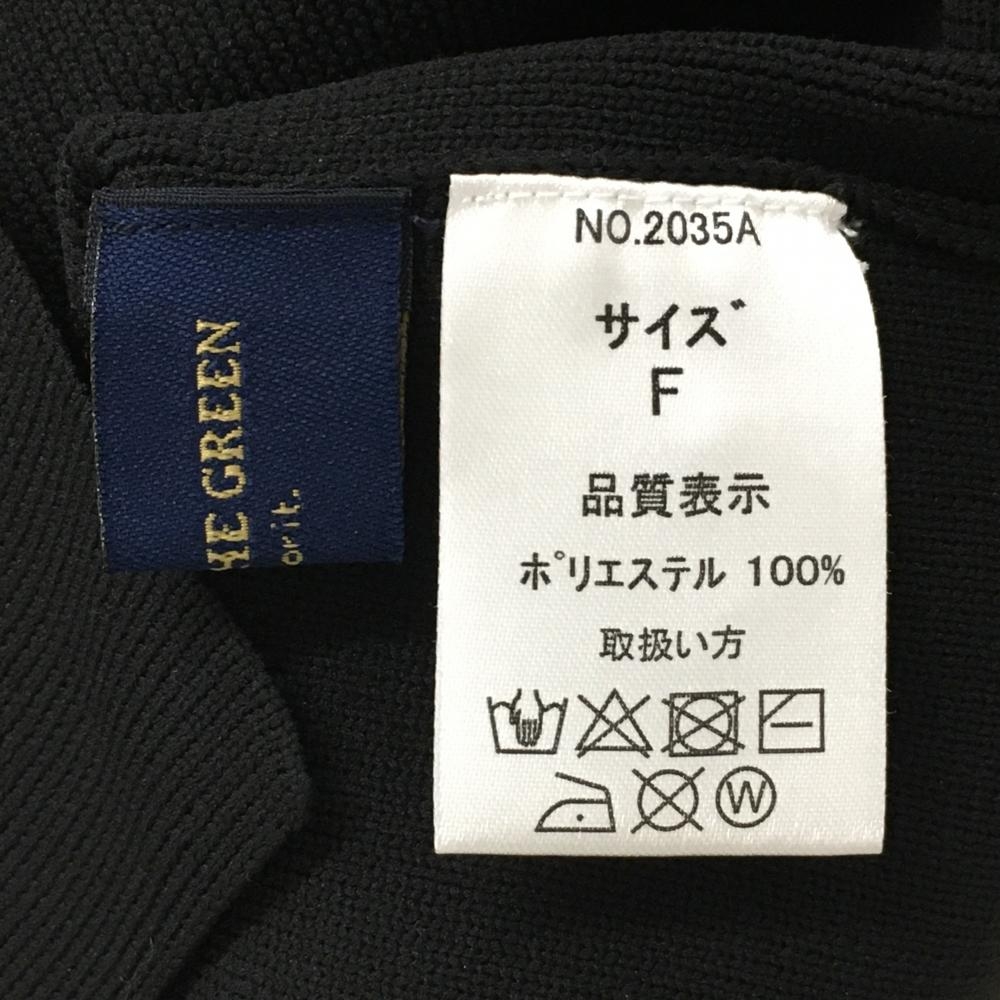 HE GREEN
orit.
NO.2035A
サイズ
F
品質表示
ポリエステル 100%
取扱い方
W